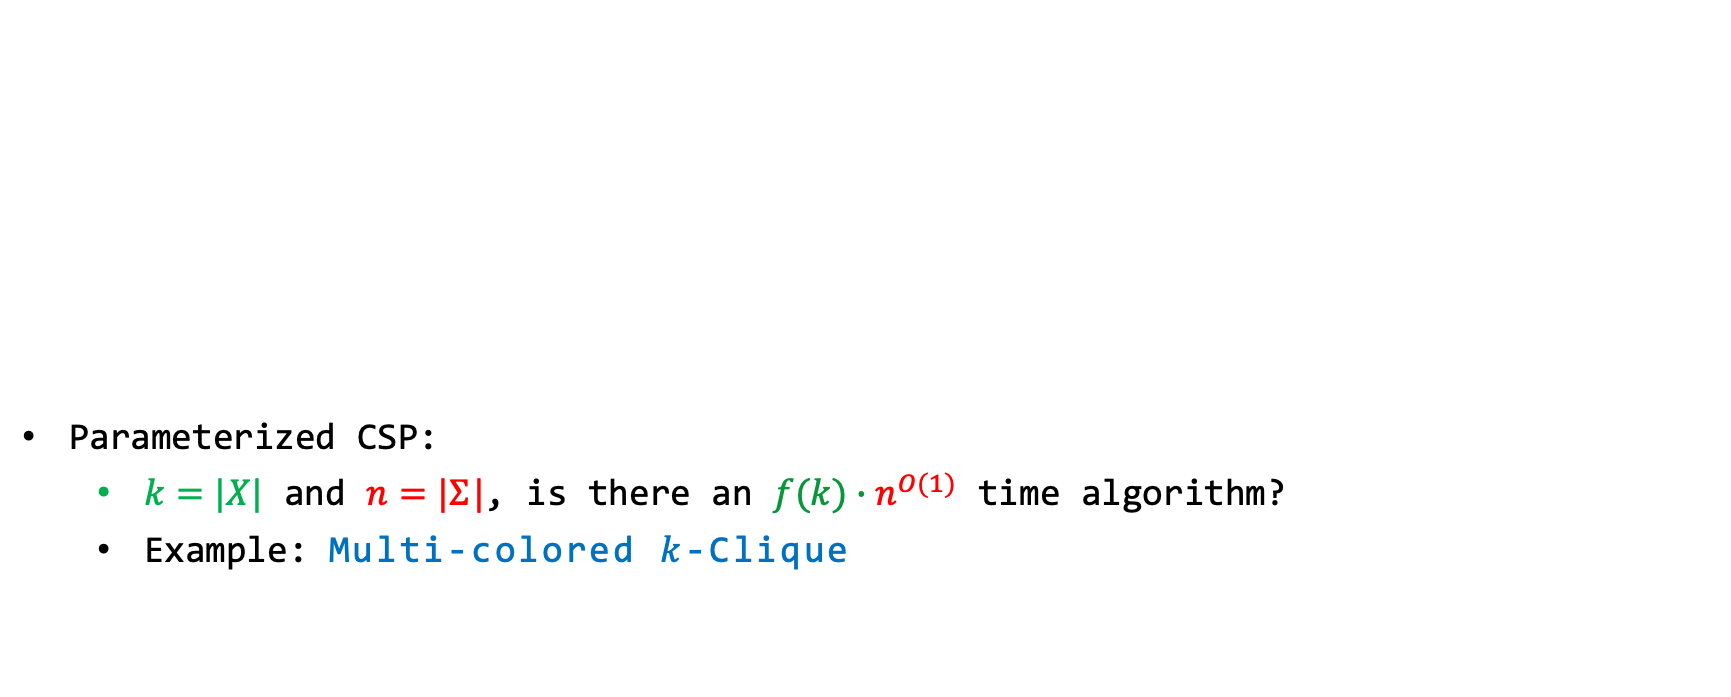 • Parameterized CSP:
• k = |X| and n = |Σ|, is there an f(k) · n^{O(1)} time algorithm?
• Example: Multi-colored k-Clique